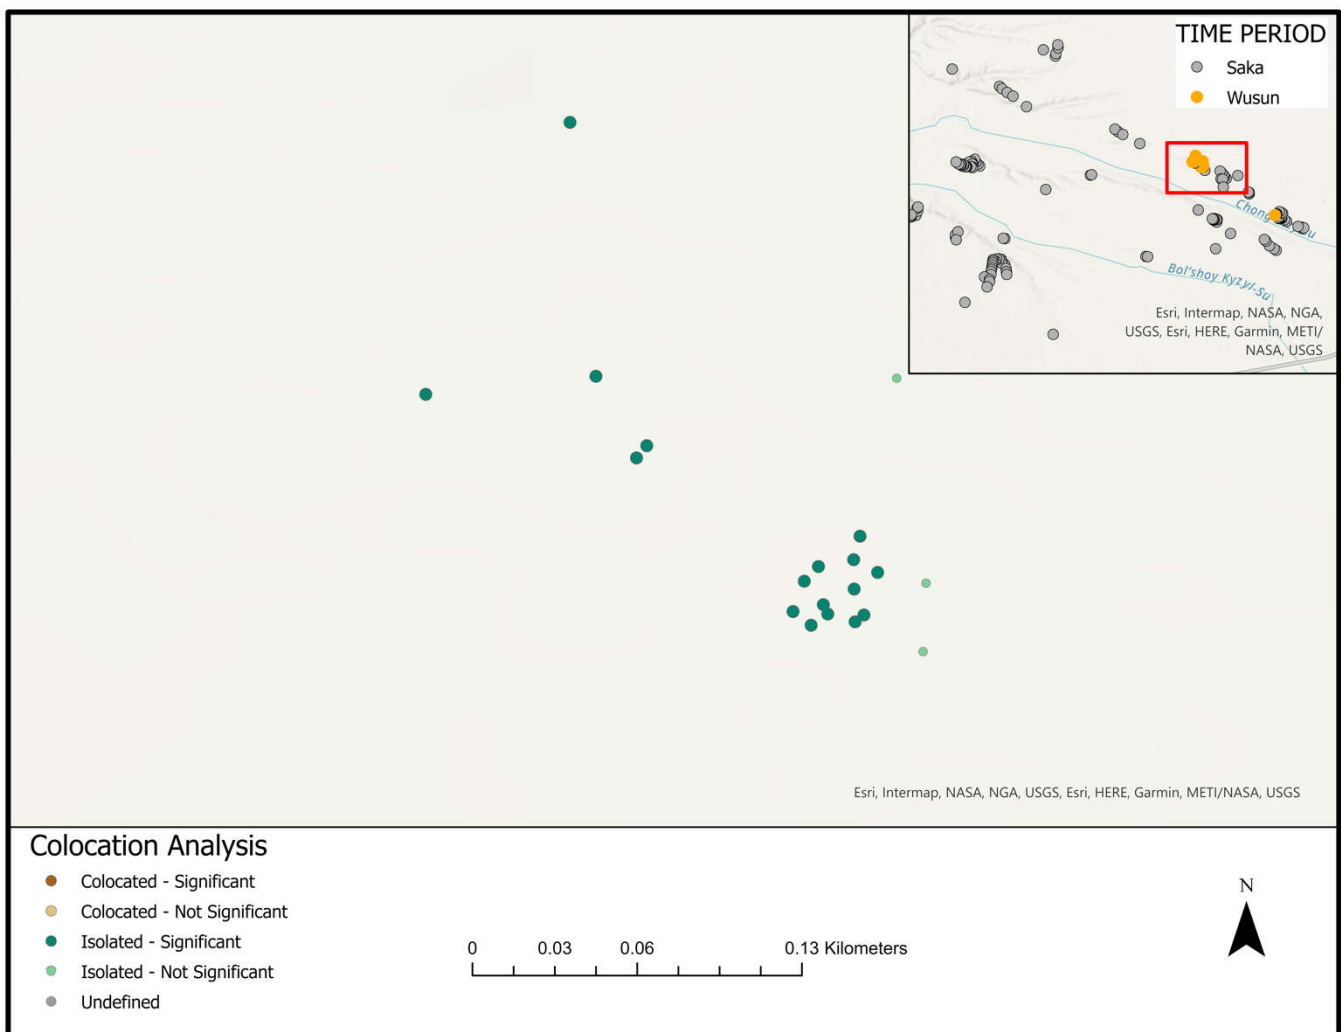 TIME PERIOD
Saka
Wusun
Bol'shoy Kyzyl-Su
Esri, Intermap, NASA, NGA,
USGS, Esri, HERE, Garmin, METI/
NASA, USGS
Esri, Intermap, NASA, NGA, USGS, Esri, HERE, Garmin, METI/NASA, USGS
Colocation Analysis
Colocated - Significant
Colocated - Not Significant
Isolated - Significant
Isolated - Not Significant
Undefined
0 0.03 0.06 0.13 Kilometers
N